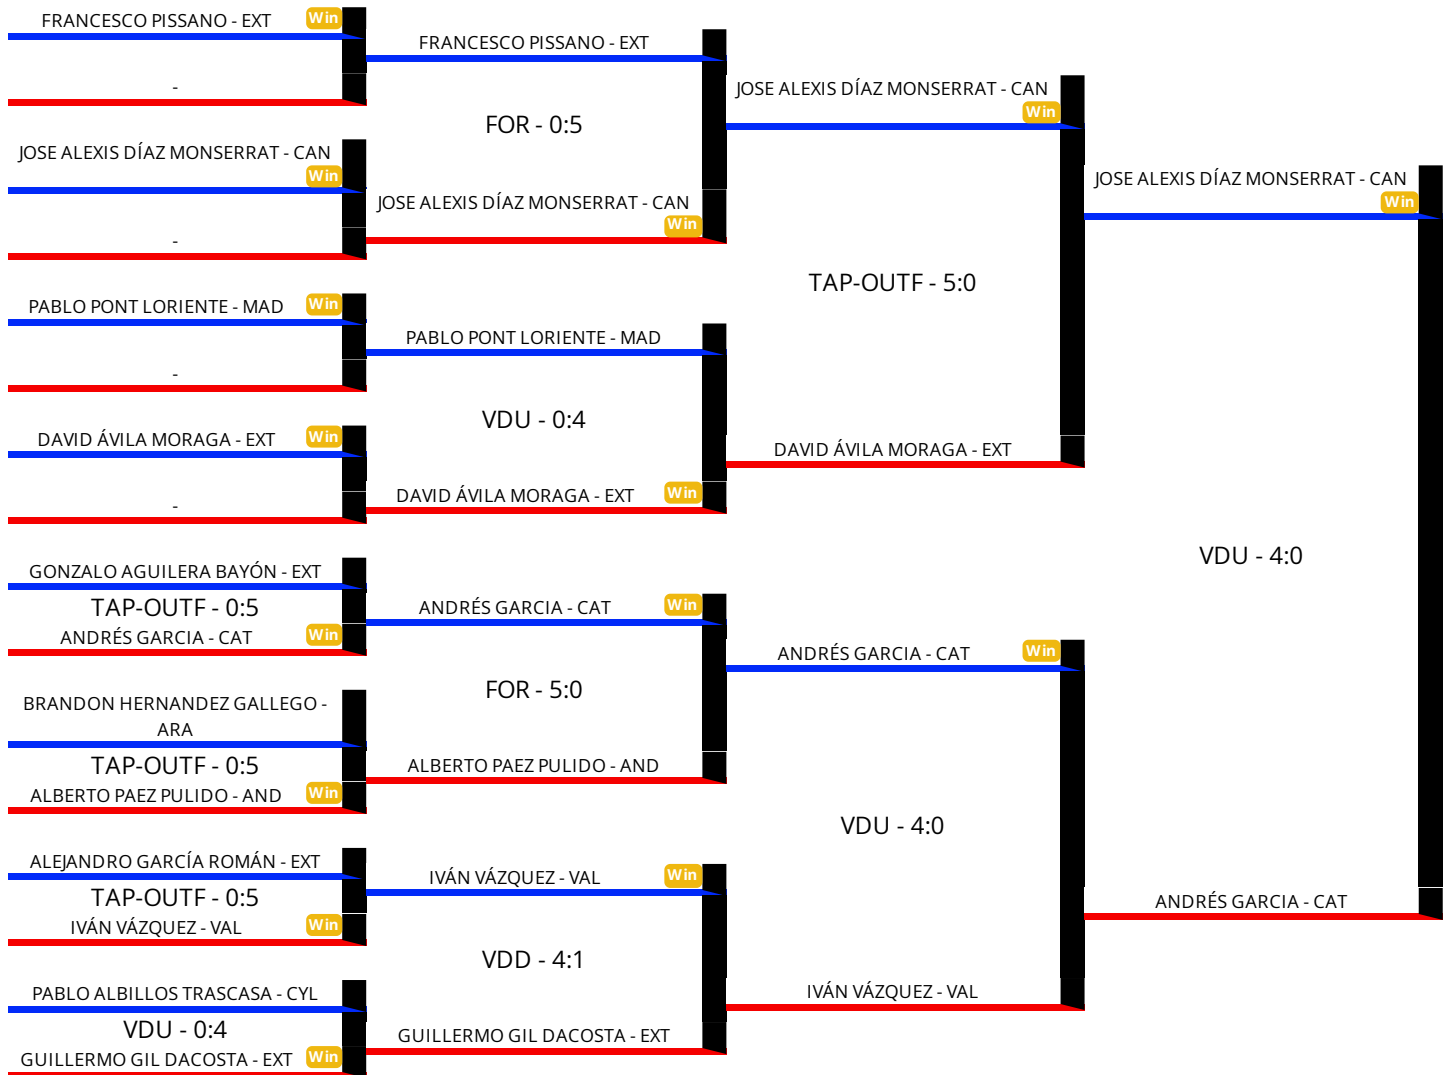 FRANCESCO PISSANO - EXT
Win
-
JOSE ALEXIS DÍAZ MONSERRAT - CAN
Win
-
PABLO PONT LORIENTE - MAD
Win
-
DAVID ÁVILA MORAGA - EXT
Win
-
GONZALO AGUILERA BAYÓN - EXT
TAP-OUTF - 0:5
ANDRÉS GARCIA - CAT
Win
BRANDON HERNANDEZ GALLEGO -
ARA
TAP-OUTF - 0:5
ALBERTO PAEZ PULIDO - AND
Win
ALEJANDRO GARCÍA ROMÁN - EXT
TAP-OUTF - 0:5
IVÁN VÁZQUEZ - VAL
Win
PABLO ALBILLOS TRASCASA - CYL
VDU - 0:4
GUILLERMO GIL DACOSTA - EXT
Win
FRANCESCO PISSANO - EXT
FOR - 0:5
JOSE ALEXIS DÍAZ MONSERRAT - CAN
Win
PABLO PONT LORIENTE - MAD
VDU - 0:4
DAVID ÁVILA MORAGA - EXT
Win
ANDRÉS GARCIA - CAT
Win
FOR - 5:0
ALBERTO PAEZ PULIDO - AND
IVÁN VÁZQUEZ - VAL
Win
VDD - 4:1
GUILLERMO GIL DACOSTA - EXT
JOSE ALEXIS DÍAZ MONSERRAT - CAN
Win
TAP-OUTF - 5:0
DAVID ÁVILA MORAGA - EXT
ANDRÉS GARCIA - CAT
Win
VDU - 4:0
IVÁN VÁZQUEZ - VAL
JOSE ALEXIS DÍAZ MONSERRAT - CAN
Win
VDU - 4:0
ANDRÉS GARCIA - CAT